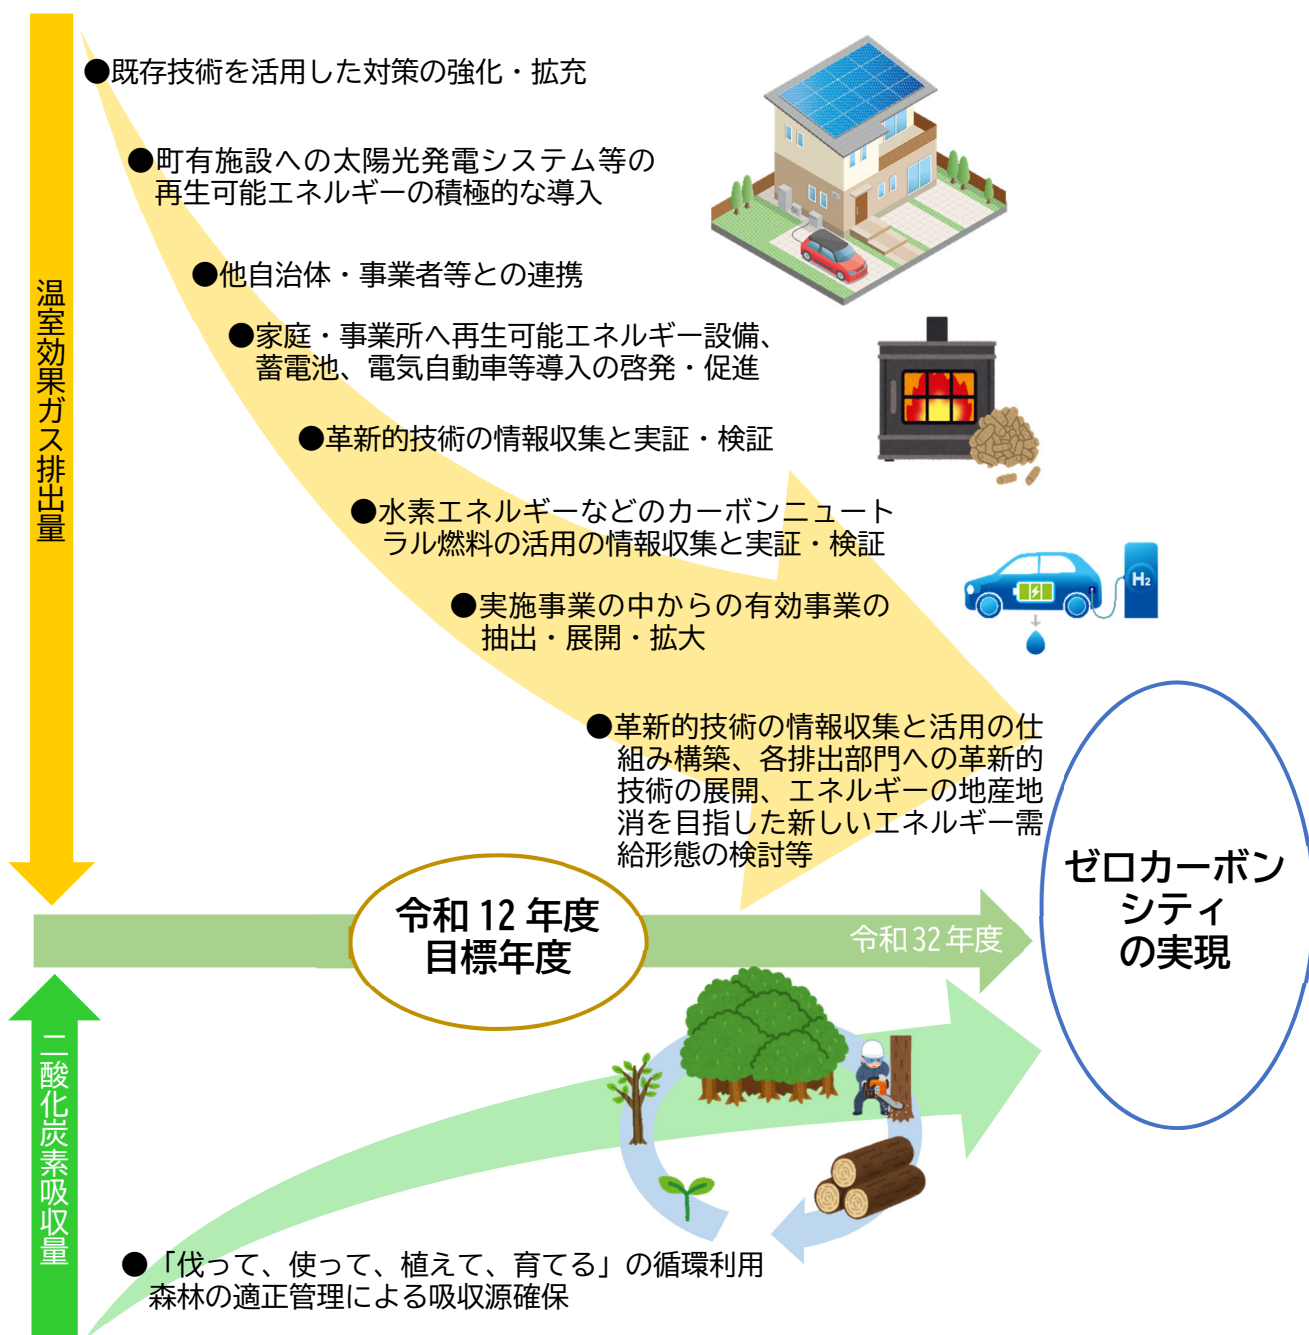 ●既存技術を活用した対策の強化・拡充
●町有施設への太陽光発電システム等の
再生可能エネルギーの積極的な導入
●他自治体・事業者等との連携
●家庭・事業所へ再生可能エネルギー設備、
蓄電池、電気自動車等導入の啓発・促進
●革新的技術の情報収集と実証・検証
●水素エネルギーなどのカーボンニュート
ラル燃料の活用の情報収集と実証・検証
●実施事業の中からの有効事業の
抽出・展開・拡大
●革新的技術の情報収集と活用の仕
組み構築、各排出部門への革新的
技術の展開、エネルギーの地産地
消を目指した新しいエネルギー需
給形態の検討等
温室効果ガス排出量
H₂
ゼロカーボン
シティ
の実現
令和12年度
目標年度
令和32年度
二酸化炭素吸収量
●「伐って、使って、植えて、育てる」の循環利用
森林の適正管理による吸収源確保